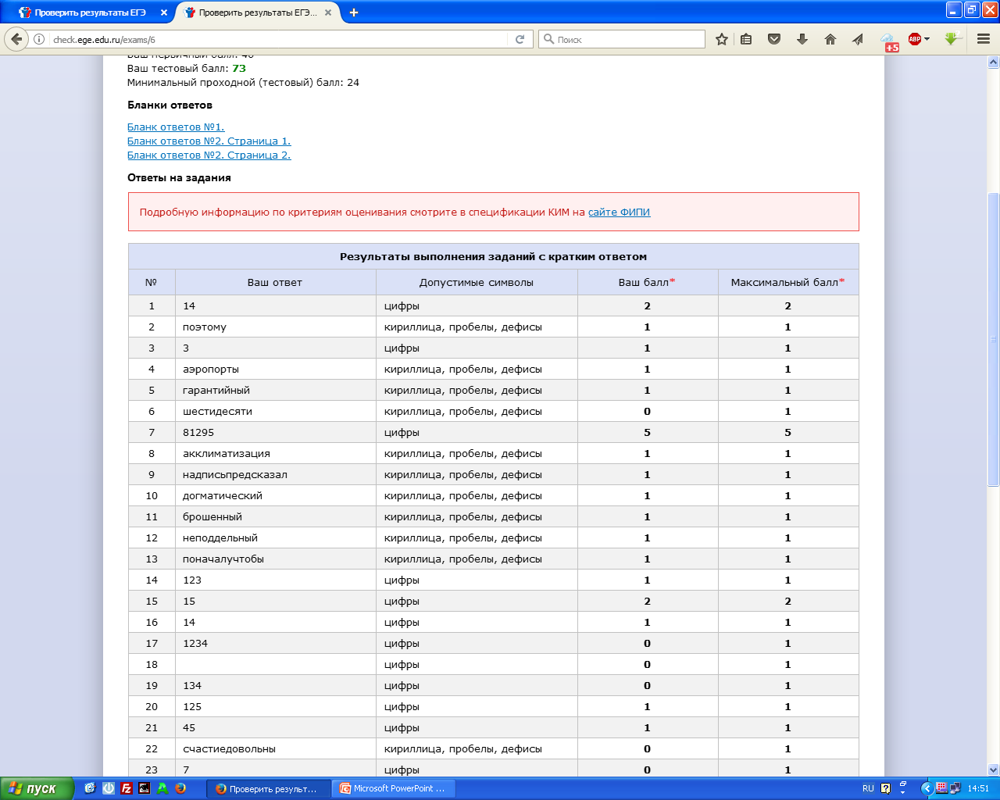 Проверить результаты ЕГЭ
Проверить результаты ЕГЭ...
check.ege.edu.ru/exams/6
Поиск
+5
ABP
Ваш первичный балл: 46
Ваш тестовый балл: 73
Минимальный проходной (тестовый) балл: 24
Бланки ответов
Бланк ответов №1.
Бланк ответов №2. Страница 1.
Бланк ответов №2. Страница 2.
Ответы на задания
Подробную информацию по критериям оценивания смотрите в спецификации КИМ на сайте ФИПИ
Результаты выполнения заданий с кратким ответом
№ Ваш ответ Допустимые символы Ваш балл* Максимальный балл*
1 14 цифры 2 2
2 поэтому кириллица, пробелы, дефисы 1 1
3 3 цифры 1 1
4 аэропорты кириллица, пробелы, дефисы 1 1
5 гарантийный кириллица, пробелы, дефисы 1 1
6 шестидесяти кириллица, пробелы, дефисы 0 1
7 81295 цифры 5 5
8 акклиматизация кириллица, пробелы, дефисы 1 1
9 надписьпредсказал кириллица, пробелы, дефисы 1 1
10 догматический кириллица, пробелы, дефисы 1 1
11 брошенный кириллица, пробелы, дефисы 1 1
12 неподдельный кириллица, пробелы, дефисы 1 1
13 поначалучтобы кириллица, пробелы, дефисы 1 1
14 123 цифры 1 1
15 15 цифры 2 2
16 14 цифры 1 1
17 1234 цифры 0 1
18 цифры 0 1
19 134 цифры 0 1
20 125 цифры 1 1
21 45 цифры 1 1
22 счастиедовольны кириллица, пробелы, дефисы 0 1
23 7 цифры 0 1
пуск
Проверить результ...
Microsoft PowerPoint ...
RU
14:51